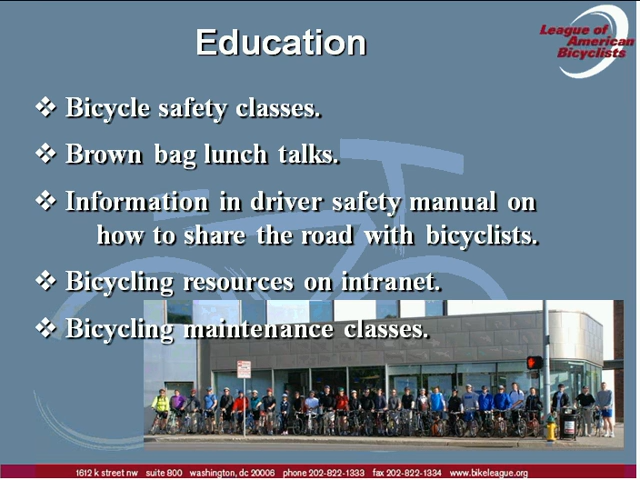 Education
League of
American
Bicyclists
❖ Bicycle safety classes.
❖ Brown bag lunch talks.
❖ Information in driver safety manual on
how to share the road with bicyclists.
❖ Bicycling resources on intranet.
❖ Bicycling maintenance classes.
1612 k street nw suite 800 washington, dc 20006 phone 202-822-1333 fax 202-822-1334 www.bikeleague.org